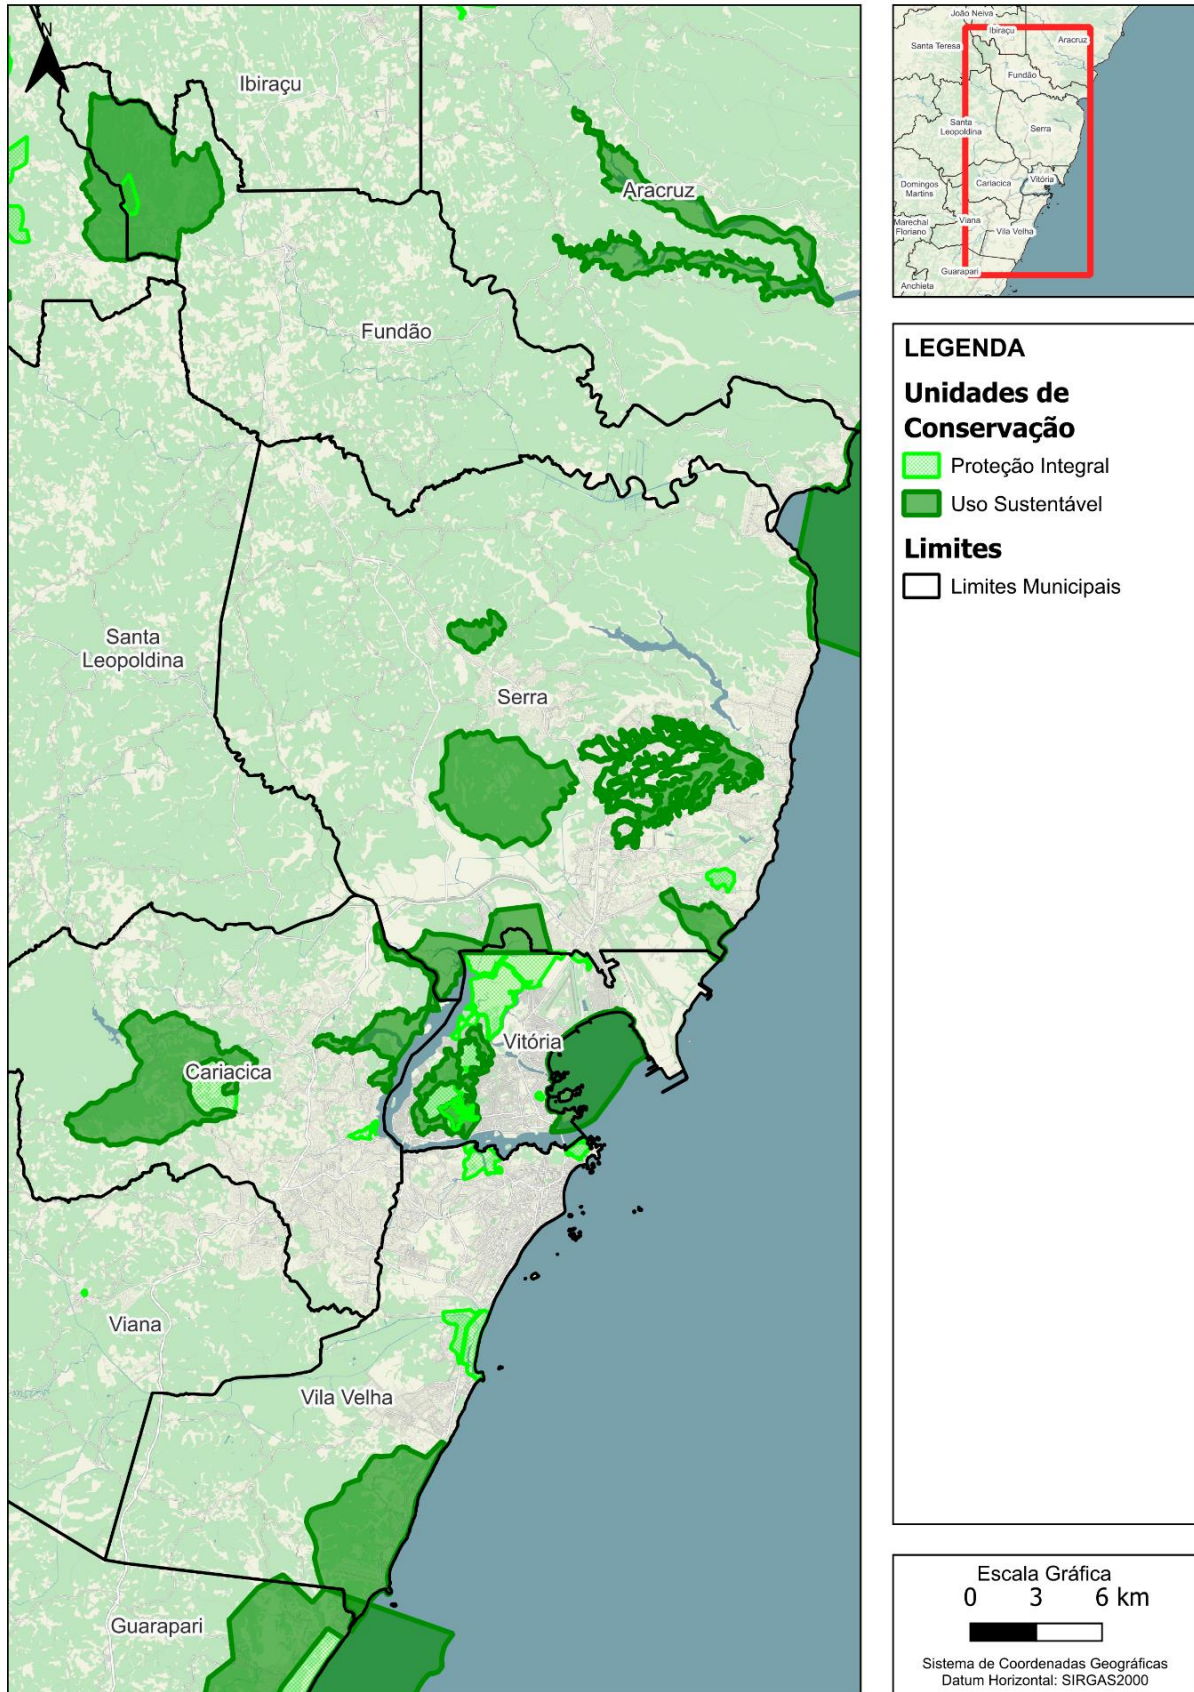 N
Ibiraçu
Aracruz
Fundão
Santa
Leopoldina
Serra
Vitória
Cariacica
Viana
Vila Velha
Guarapari
João Neiva
Ibiraçu
Santa Teresa
Aracruz
Fundão
Santa
Leopoldina
Serra
Domingos
Martins
Cariacica
Vitória
Marechal
Floriano
Viana
Vila Velha
Guarapari
Anchieta
LEGENDA
Unidades de
Conservação
Proteção Integral
Uso Sustentável
Limites
Limites Municipais
Escala Gráfica
0 3 6 km
Sistema de Coordenadas Geográficas
Datum Horizontal: SIRGAS2000